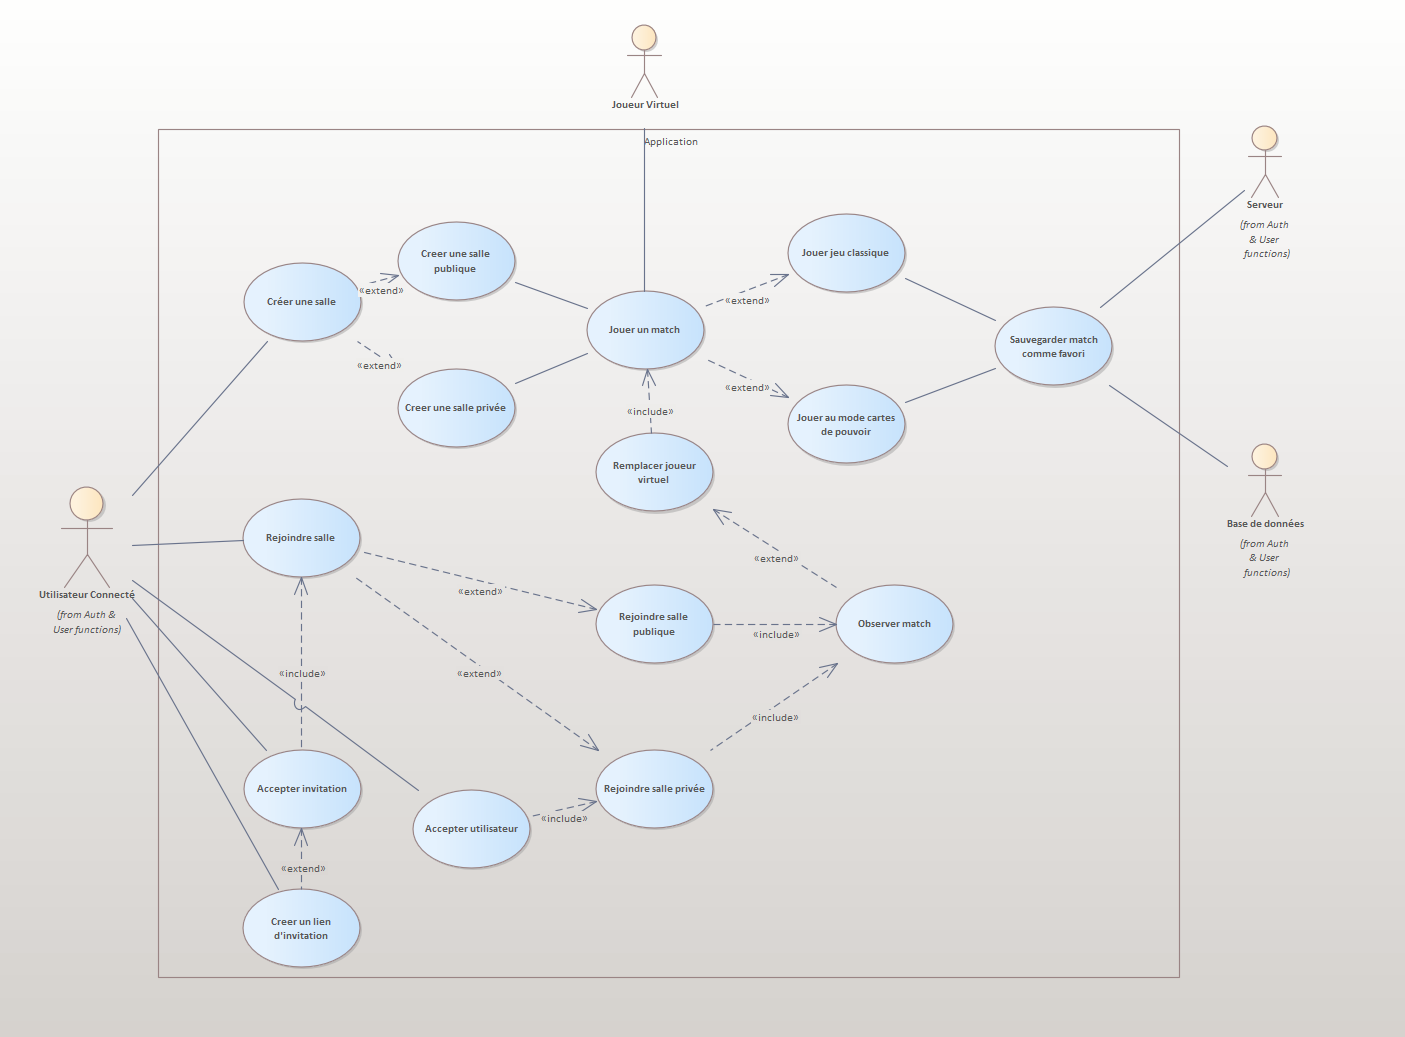 Joueur Virtuel
Application
Serveur
(from Auth
& User
functions)
Creer une salle
publique
Jouer jeu classique
«extend»
Créer une salle
«extend»
Jouer un match
Sauvegarder match
comme favori
«extend»
«extend»
Creer une salle privée
«include»
Jouer au mode cartes
de pouvoir
Remplacer joueur
virtuel
Base de données
(from Auth
& User
functions)
Rejoindre salle
«extend»
Utilisateur Connecté
(from Auth &
User functions)
«extend»
Rejoindre salle
publique
Observer match
«include»
«include»
«extend»
«include»
Accepter invitation
Rejoindre salle privée
«include»
Accepter utilisateur
«extend»
Creer un lien
d'invitation